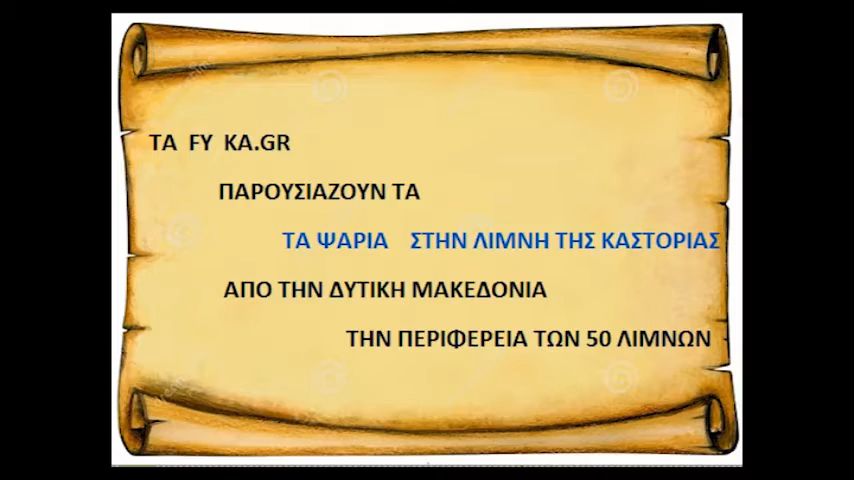 ΤΑ FY KA.GR
ΠΑΡΟΥΣΙΑΖΟΥΝ ΤΑ
ΤΑ ΨΑΡΙΑ ΣΤΗΝ ΛΙΜΝΗ ΤΗΣ ΚΑΣΤΟΡΙΑΣ
ΑΠΟ ΤΗΝ ΔΥΤΙΚΗ ΜΑΚΕΔΟΝΙΑ
ΤΗΝ ΠΕΡΙΦΕΡΕΙΑ ΤΩΝ 50 ΛΙΜΝΩΝ